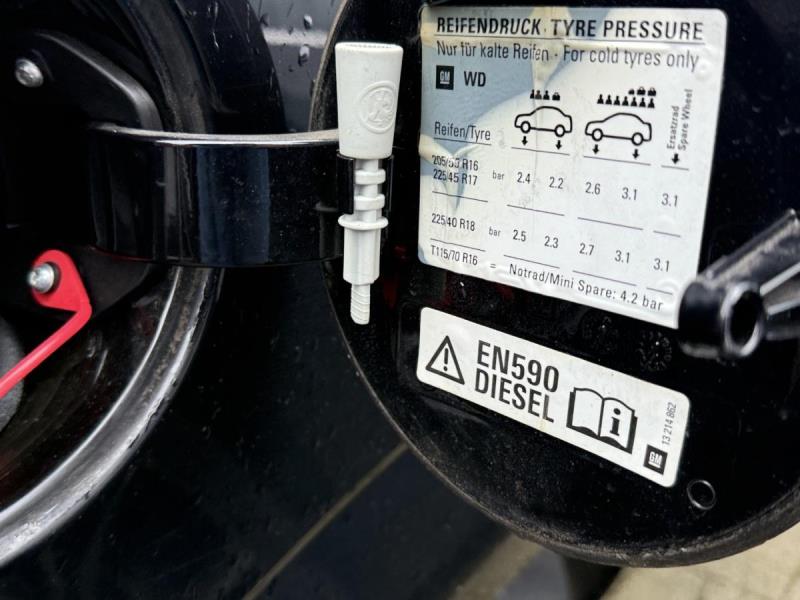 REIFENDRUCK · TYRE PRESSURE
Nur für kalte Reifen · For cold tyres only
GM WD
Reifen/Tyre
Ersatzrad
Spare Wheel
205/50 R16
225/45 R17 bar 2.4 2.2 2.6 3.1 3.1
225/40 R18 bar 2.5 2.3 2.7 3.1 3.1
T115/70 R16 = Notrad/Mini Spare: 4.2 bar
EN590
DIESEL
i
13 214 862
GM